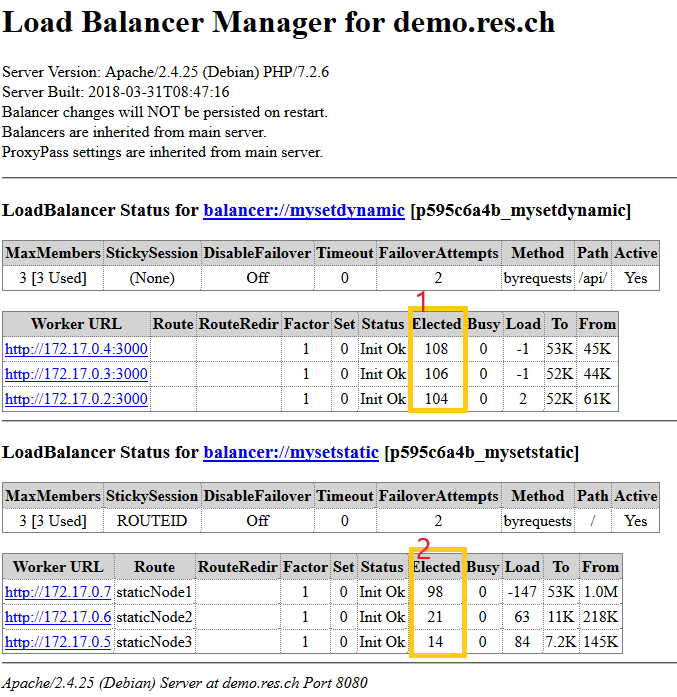 Load Balancer Manager for demo.res.ch
Server Version: Apache/2.4.25 (Debian) PHP/7.2.6
Server Built: 2018-03-31T08:47:16
Balancer changes will NOT be persisted on restart.
Balancers are inherited from main server.
ProxyPass settings are inherited from main server.
LoadBalancer Status for balancer://mysetdynamic [p595c6a4b_mysetdynamic]
MaxMembers StickySession DisableFailover Timeout FailoverAttempts Method Path Active
3 [3 Used] (None) Off 0 2 byrequests /api/ Yes
1
Worker URL Route RouteRedir Factor Set Status Elected Busy Load To From
http://172.17.0.4:3000 1 0 Init Ok 108 0 -1 53K 45K
http://172.17.0.3:3000 1 0 Init Ok 106 0 -1 52K 44K
http://172.17.0.2:3000 1 0 Init Ok 104 0 2 52K 61K
LoadBalancer Status for balancer://mysetstatic [p595c6a4b_mysetstatic]
MaxMembers StickySession DisableFailover Timeout FailoverAttempts Method Path Active
3 [3 Used] ROUTEID Off 0 2 byrequests / Yes
2
Worker URL Route RouteRedir Factor Set Status Elected Busy Load To From
http://172.17.0.7 staticNode1 1 0 Init Ok 98 0 -147 53K 1.0M
http://172.17.0.6 staticNode2 1 0 Init Ok 21 0 63 11K 218K
http://172.17.0.5 staticNode3 1 0 Init Ok 14 0 84 7.2K 145K
Apache/2.4.25 (Debian) Server at demo.res.ch Port 8080